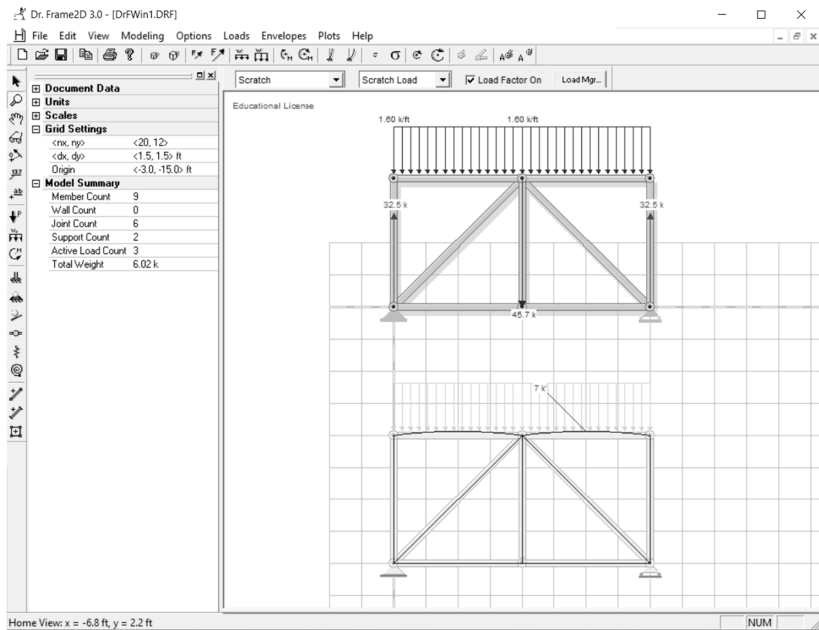 Dr. Frame2D 3.0 - [DrFWin1.DRF]
File Edit View Modeling Options Loads Envelopes Plots Help
Scratch Scratch Load Load Factor On Load Mgr...
Document Data
Units
Scales
Grid Settings
<nx, ny> <20, 12>
<dx, dy> <1.5, 1.5> ft
Origin <-3.0, -15.0> ft
Model Summary
Member Count 9
Wall Count 0
Joint Count 6
Support Count 2
Active Load Count 3
Total Weight 6.02 k
Educational License
1.60 k/ft 1.60 k/ft
32.5 k 32.5 k
45.7 k
7 k'
Home View: x = -6.8 ft, y = 2.2 ft NUM